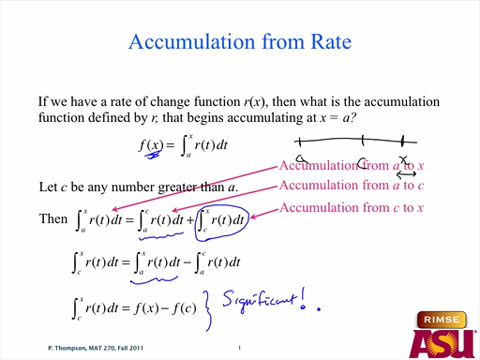 Accumulation from Rate
If we have a rate of change function r(x), then what is the accumulation
function defined by r, that begins accumulating at x = a?
f(x) = ∫_a^x r(t)dt
a c x
Accumulation from a to x
Let c be any number greater than a.
Accumulation from a to c
Then ∫_a^x r(t)dt = ∫_a^c r(t)dt + ∫_c^x r(t)dt
Accumulation from c to x
∫_c^x r(t)dt = ∫_a^x r(t)dt − ∫_a^c r(t)dt
∫_c^x r(t)dt = f(x) − f(c) } Significant!
P. Thompson, MAT 270, Fall 2011
1
RIMSE
ASU